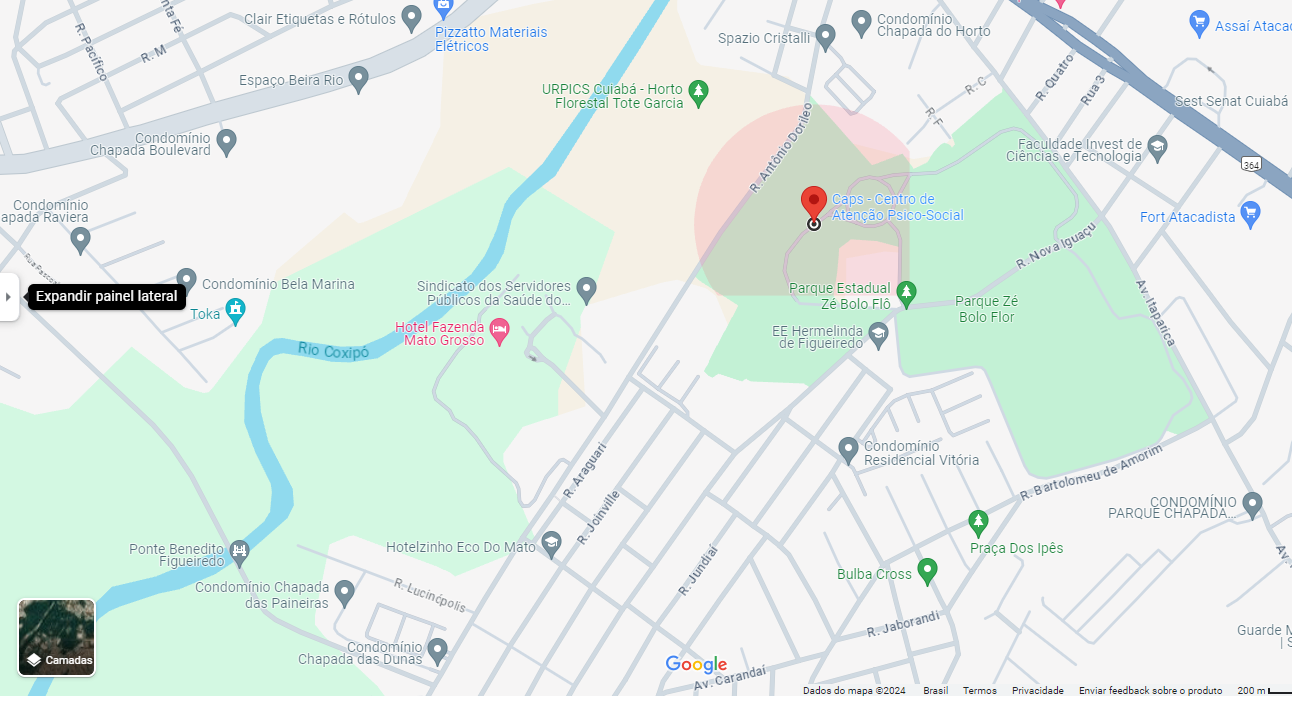 Clair Etiquetas e Rótulos
Pizzatto Materiais
Elétricos
R. Pacífico
nta Fé
R. M
Espaço Beira Rio
Condomínio
Chapada Boulevard
Condomínio
apada Raviera
Rua Pasco
Expandir painel lateral
Condomínio Bela Marina
Toka
Rio Coxipó
URPICS Cuiabá - Horto
Florestal Tote Garcia
Spazio Cristalli
Condomínio
Chapada do Horto
Assaí Ataca
R. Quatro
Rua 3
R. C
R. F
Sest Senat Cuiabá
Faculdade Invest de
Ciências e Tecnologia
364
R. Antônio Dorileo
Caps - Centro de
Atenção Psico-Social
Fort Atacadista
R. Nova Iguaçu
Av. Itaparica
Parque Estadual
Zé Bolo Flô
Parque Zé
Bolo Flor
EE Hermelinda
de Figueiredo
Sindicato dos Servidores
Públicos da Saúde do...
Hotel Fazenda
Mato Grosso
R. Araguari
R. Joinville
R. Jundiaí
Condomínio
Residencial Vitória
R. Bartolomeu de Amorim
CONDOMÍNIO
PARQUE CHAPADA...
Praça Dos Ipês
Bulba Cross
R. Jaborandi
Av.
Guarde M
| S
Hotelzinho Eco Do Mato
R. Lucinópolis
Ponte Benedito
Figueiredo
Condomínio Chapada
das Paineiras
Condomínio
Chapada das Dunas
Camadas
Google
Av. Carandaí
Dados do mapa ©2024 Brasil Termos Privacidade Enviar feedback sobre o produto 200 m